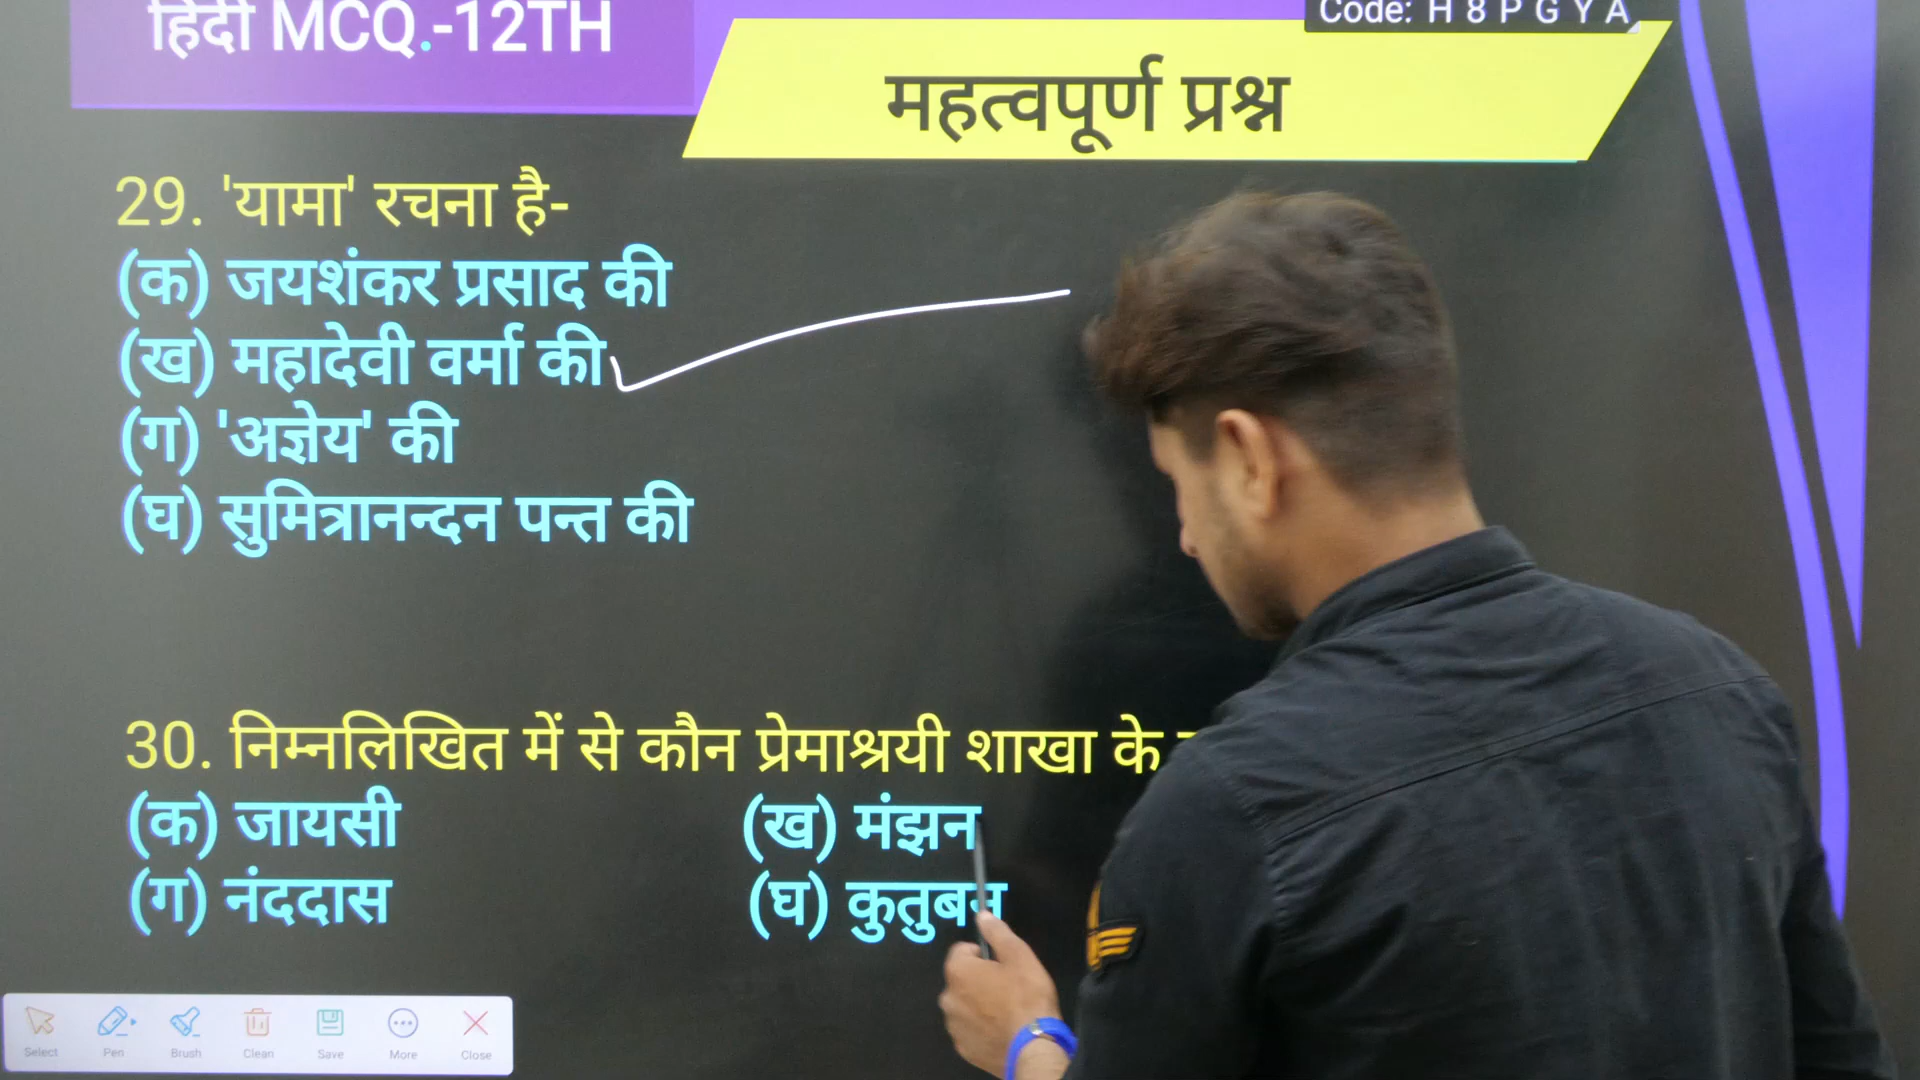 Code: H 8 P G Y A
हिंदी MCQ.-12TH
महत्वपूर्ण प्रश्न
29. 'यामा' रचना है-
(क) जयशंकर प्रसाद की
(ख) महादेवी वर्मा की
(ग) 'अज्ञेय' की
(घ) सुमित्रानन्दन पन्त की
30. निम्नलिखित में से कौन प्रेमाश्रयी शाखा के
(क) जायसी (ख) मंझन
(ग) नंददास (घ) कुतुबन
Select Pen Brush Clean Save More Close